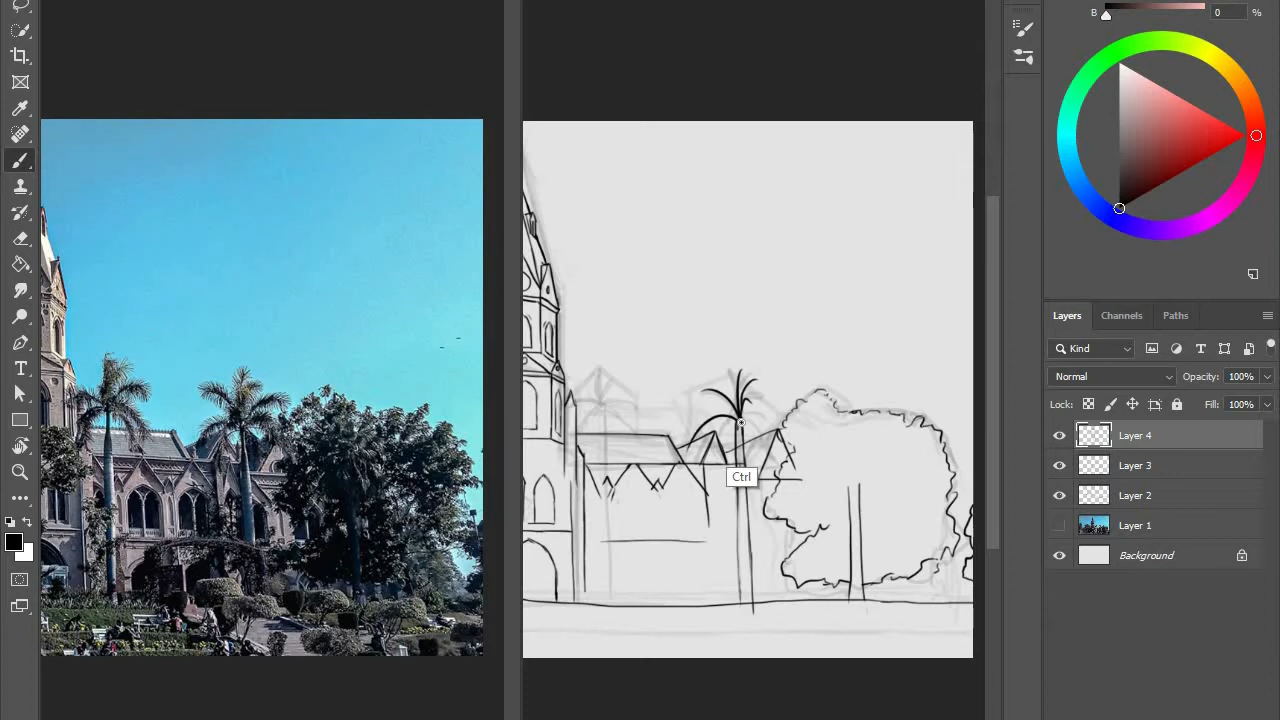 B 0 %
Layers Channels Paths
Kind
Normal Opacity: 100%
Lock: Fill: 100%
Layer 4
Layer 3
Layer 2
Layer 1
Background
Ctrl
T